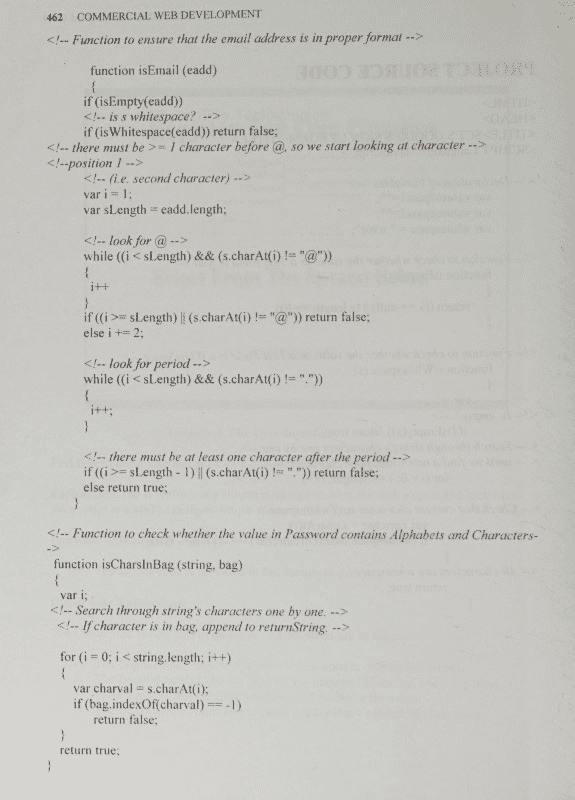 462 COMMERCIAL WEB DEVELOPMENT
<!-- Function to ensure that the email address is in proper format -->
function isEmail (eadd)
{
if (isEmpty(eadd))
<!-- is s whitespace? -->
if (isWhitespace(eadd)) return false;
<!-- there must be >= 1 character before @, so we start looking at character -->
<!--position 1 -->
<!-- (i.e. second character) -->
var i = 1;
var sLength = eadd.length;
<!-- look for @ -->
while ((i < sLength) && (s.charAt(i) != "@"))
{
i++
}
if ((i >= sLength) || (s.charAt(i) != "@")) return false;
else i += 2;
<!-- look for period -->
while ((i < sLength) && (s.charAt(i) != "."))
{
i++;
}
<!-- there must be at least one character after the period -->
if ((i >= sLength - 1) || (s.charAt(i) != ".")) return false;
else return true;
}
<!-- Function to check whether the value in Password contains Alphabets and Characters-
->
function isCharsInBag (string, bag)
{
var i;
<!-- Search through string's characters one by one. -->
<!-- If character is in bag, append to returnString. -->
for (i = 0; i < string.length; i++)
{
var charval = s.charAt(i);
if (bag.indexOf(charval) == -1)
return false;
}
return true;
}